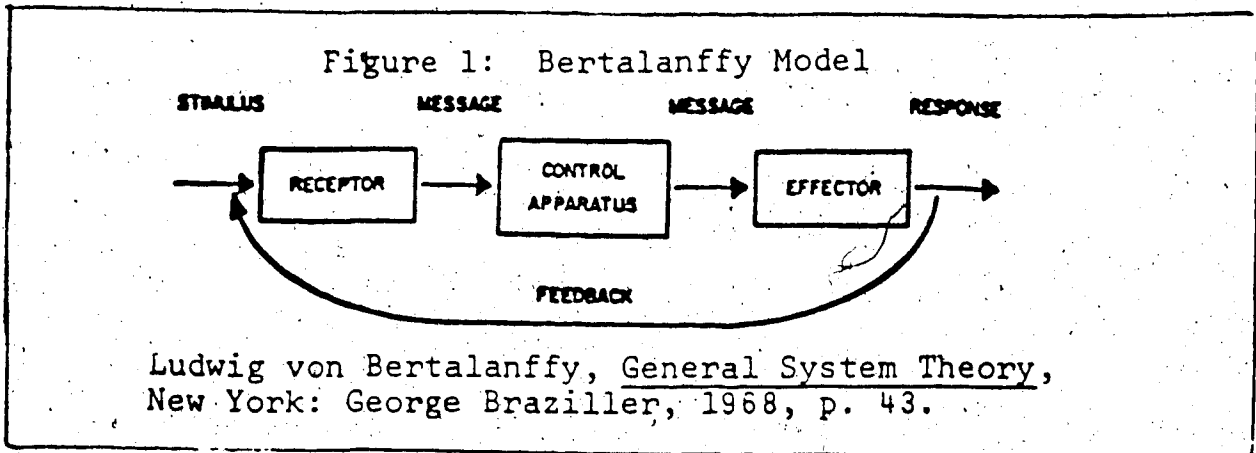 Figure 1: Bertalanffy Model
STIMULUS MESSAGE MESSAGE RESPONSE
RECEPTOR
CONTROL
APPARATUS
EFFECTOR
FEEDBACK
Ludwig von Bertalanffy, General System Theory,
New York: George Braziller, 1968, p. 43.